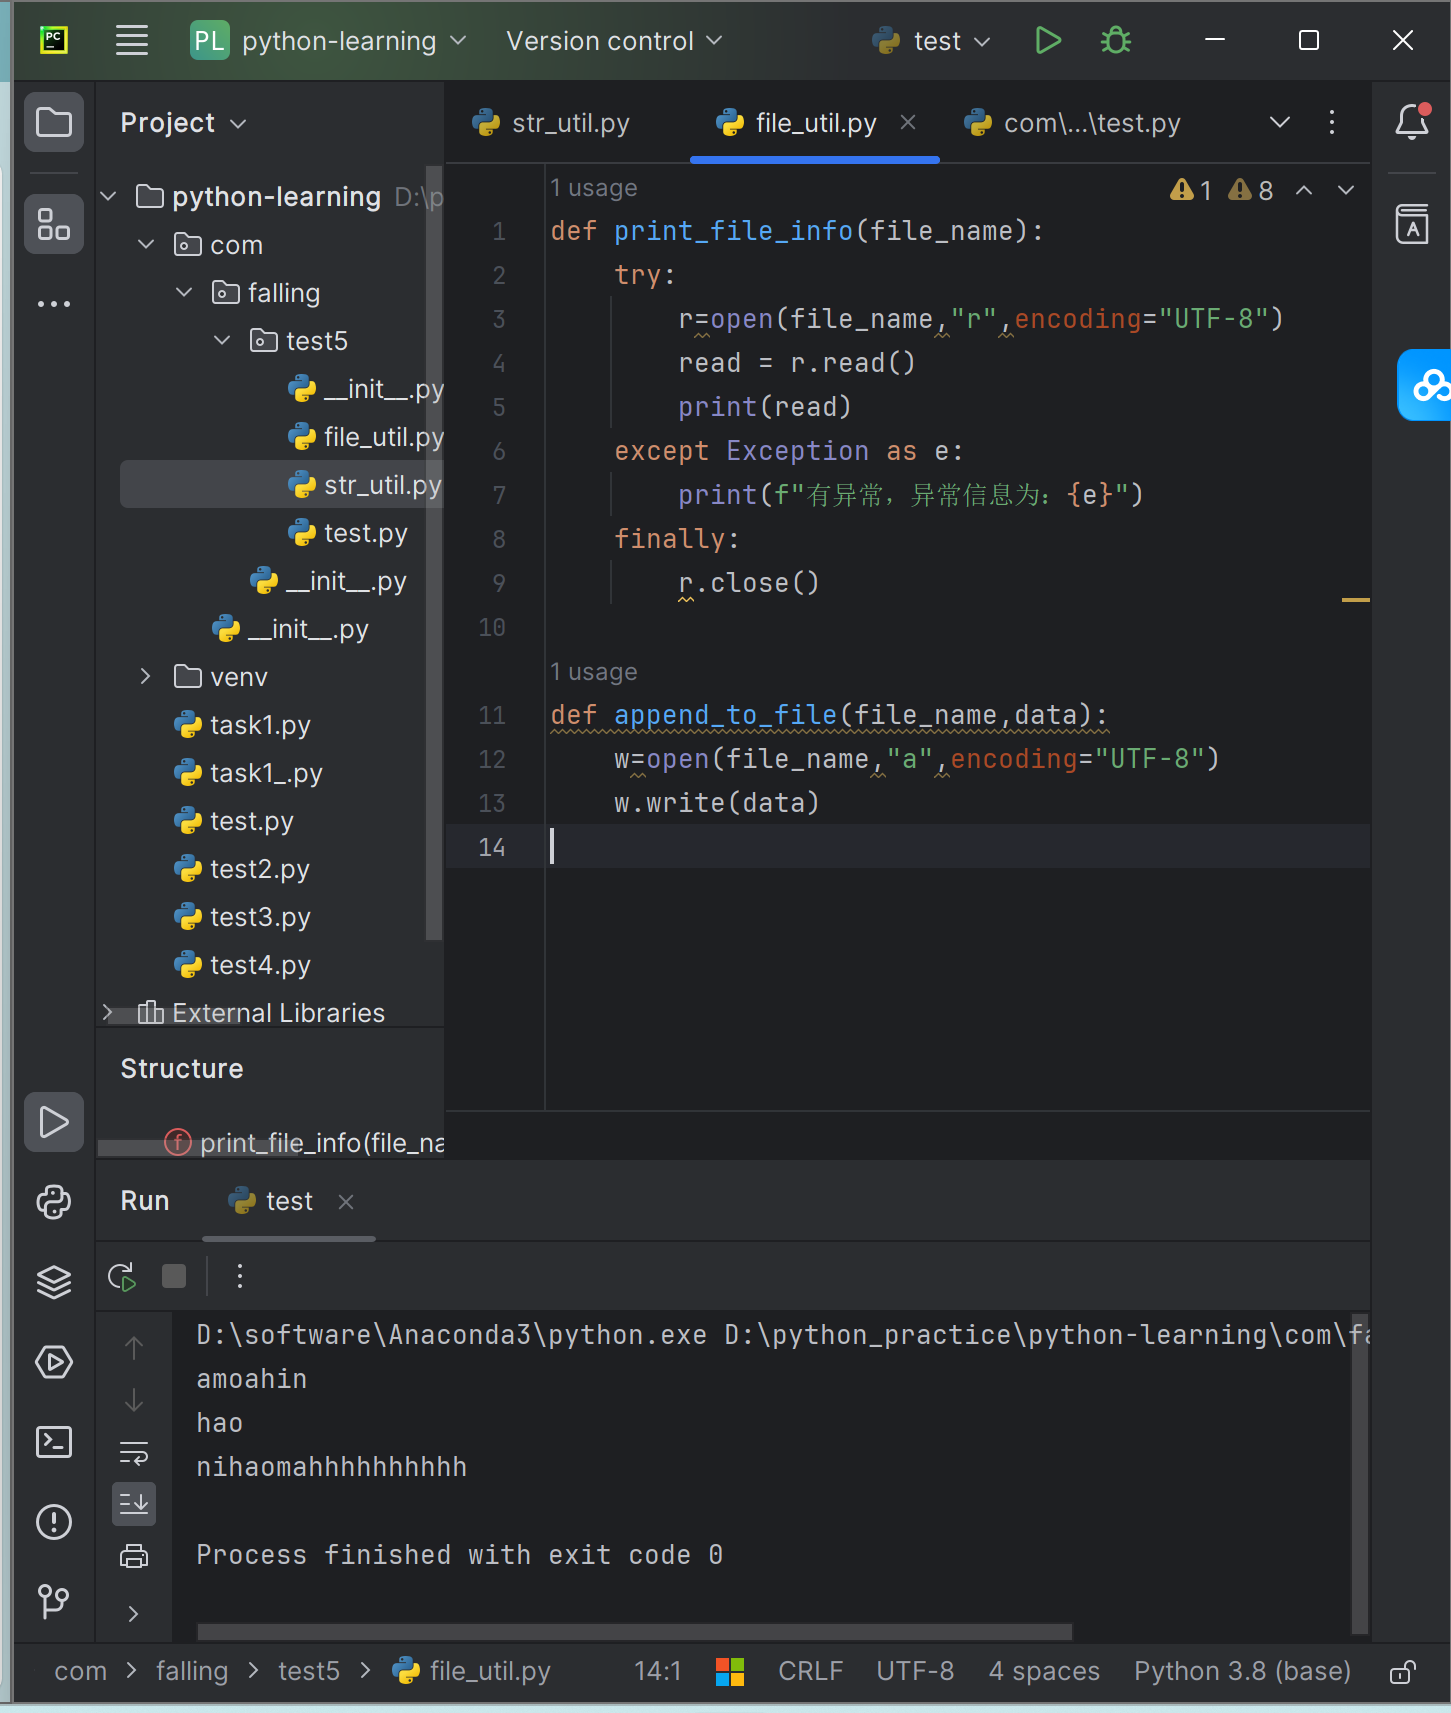 PC
PL python-learning Version control test
Project
str_util.py file_util.py com\...\test.py
python-learning D:\p
com
falling
test5
__init__.py
file_util.py
str_util.py
test.py
__init__.py
__init__.py
venv
task1.py
task1_.py
test.py
test2.py
test3.py
test4.py
External Libraries
Structure
f print_file_info(file_na
1 usage
1 8
1 def print_file_info(file_name):
2 try:
3 r=open(file_name,"r",encoding="UTF-8")
4 read = r.read()
5 print(read)
6 except Exception as e:
7 print(f"有异常，异常信息为：{e}")
8 finally:
9 r.close()
10
1 usage
11 def append_to_file(file_name,data):
12 w=open(file_name,"a",encoding="UTF-8")
13 w.write(data)
14
A
Run test
D:\software\Anaconda3\python.exe D:\python_practice\python-learning\com\fa
amoahin
hao
nihaomahhhhhhhhhh
Process finished with exit code 0
com > falling > test5 > file_util.py 14:1 CRLF UTF-8 4 spaces Python 3.8 (base)